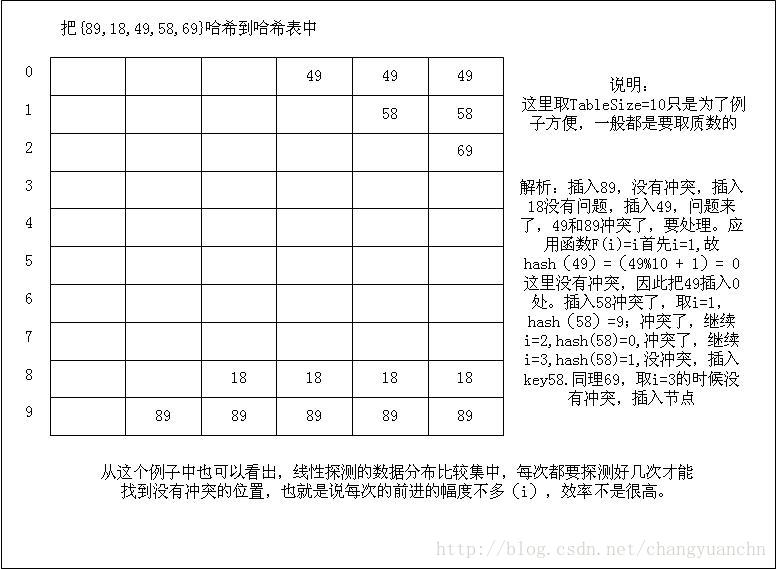 把{89,18,49,58,69}哈希到哈希表中
0 49 49 49
1 58 58
2 69
3
4
5
6
7
8 18 18 18 18
9 89 89 89 89 89
说明:
这里取TableSize=10只是为了例
子方便，一般都是要取质数的
解析：插入89，没有冲突，插入
18没有问题，插入49，问题来
了，49和89冲突了，要处理。应
用函数F(i)=i首先i=1,故
hash（49）=（49%10 + 1）= 0
这里没有冲突，因此把49插入0
处。插入58冲突了，取i=1，
hash（58）=9；冲突了，继续
i=2,hash(58)=0,冲突了，继续
i=3,hash(58)=1,没冲突，插入
key58.同理69，取i=3的时候没
有冲突，插入节点
从这个例子中也可以看出，线性探测的数据分布比较集中，每次都要探测好几次才能
找到没有冲突的位置，也就是说每次的前进的幅度不多（i），效率不是很高。
http://blog.csdn.net/changyuanchn